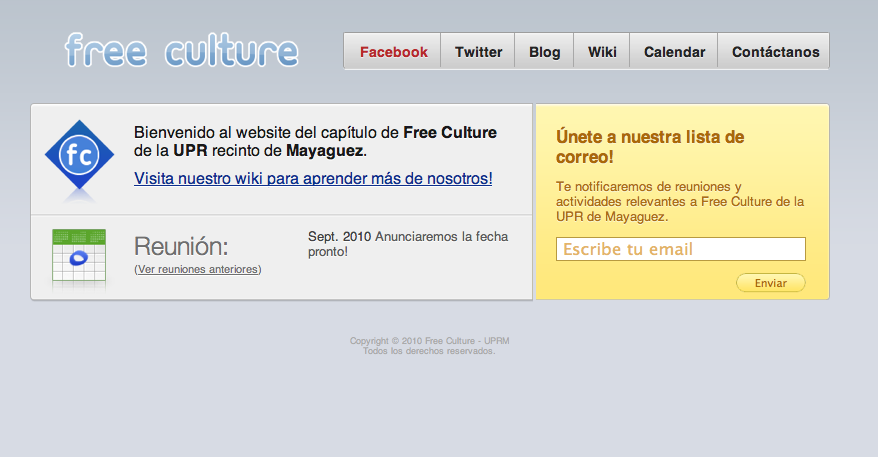 free culture
Facebook
Twitter
Blog
Wiki
Calendar
Contáctanos
fc
Bienvenido al website del capítulo de Free Culture
de la UPR recinto de Mayaguez.
Visita nuestro wiki para aprender más de nosotros!
Reunión:
(Ver reuniones anteriores)
Sept. 2010 Anunciaremos la fecha
pronto!
Únete a nuestra lista de
correo!
Te notificaremos de reuniones y
actividades relevantes a Free Culture de la
UPR de Mayaguez.
Escribe tu email
Enviar
Copyright © 2010 Free Culture - UPRM
Todos los derechos reservados.